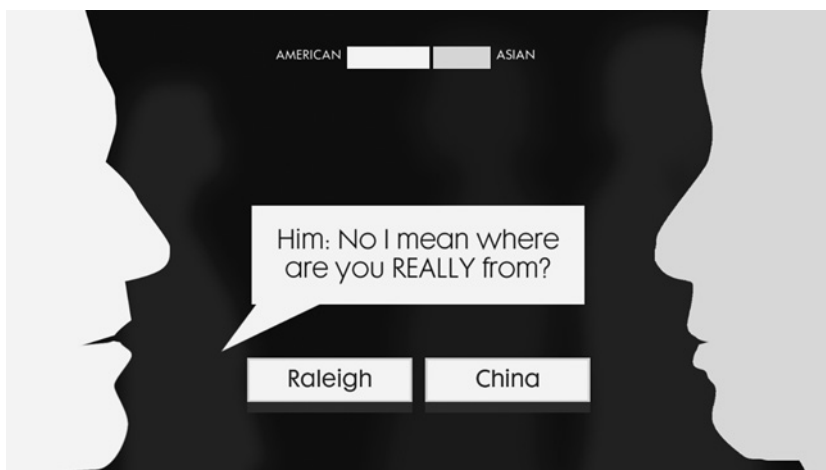 AMERICAN ASIAN
Him: No I mean where
are you REALLY from?
Raleigh China